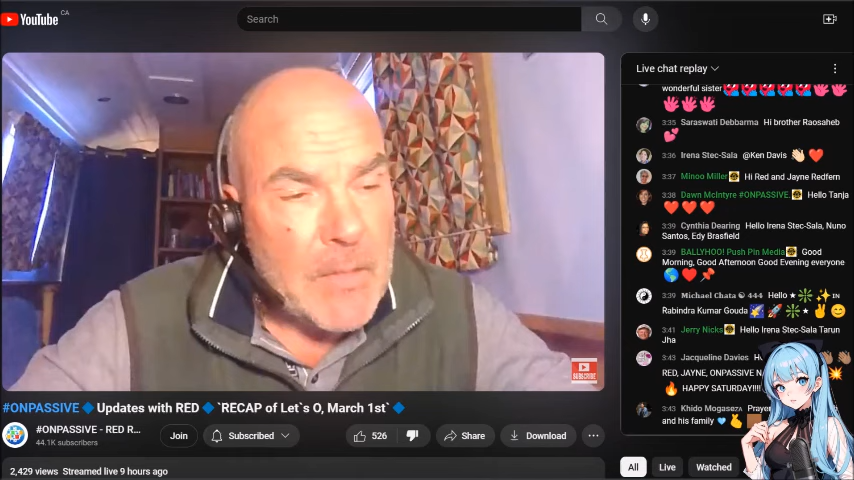 YouTube CA
Search
Live chat replay
wonderful sister
3:35 Saraswati Debbarma Hi brother Raosaheb
3:36 Irena Stec-Sala @Ken Davis
3:37 Minoo Miller Hi Red and Jayne Redfern
3:38 Dawn McIntyre #ONPASSIVE Hello Tanja
3:39 Cynthia Dearing Hello Irena Stec-Sala, Nuno
Santos, Edy Brasfield
3:39 BALLYHOO! Push Pin Media Good
Morning, Good Afternoon Good Evening everyone
3:39 Michael Chata 444 Hello IN
Rabindra Kumar Gouda
3:41 Jerry Nicks Hello Irena Stec-Sala Tarun
Jha
3:43 Jacqueline Davies
RED, JAYNE, ONPASSIVE
HAPPY SATURDAY!!!!
3:43 Khido Mogaseza Prayer
and his family
SUBSCRIBE
#ONPASSIVE Updates with RED `RECAP of Let`s O, March 1st`
#ONPASSIVE - RED R...
44.1K subscribers
Join
Subscribed
526
Share
Download
2,429 views Streamed live 9 hours ago
All
Live
Watched